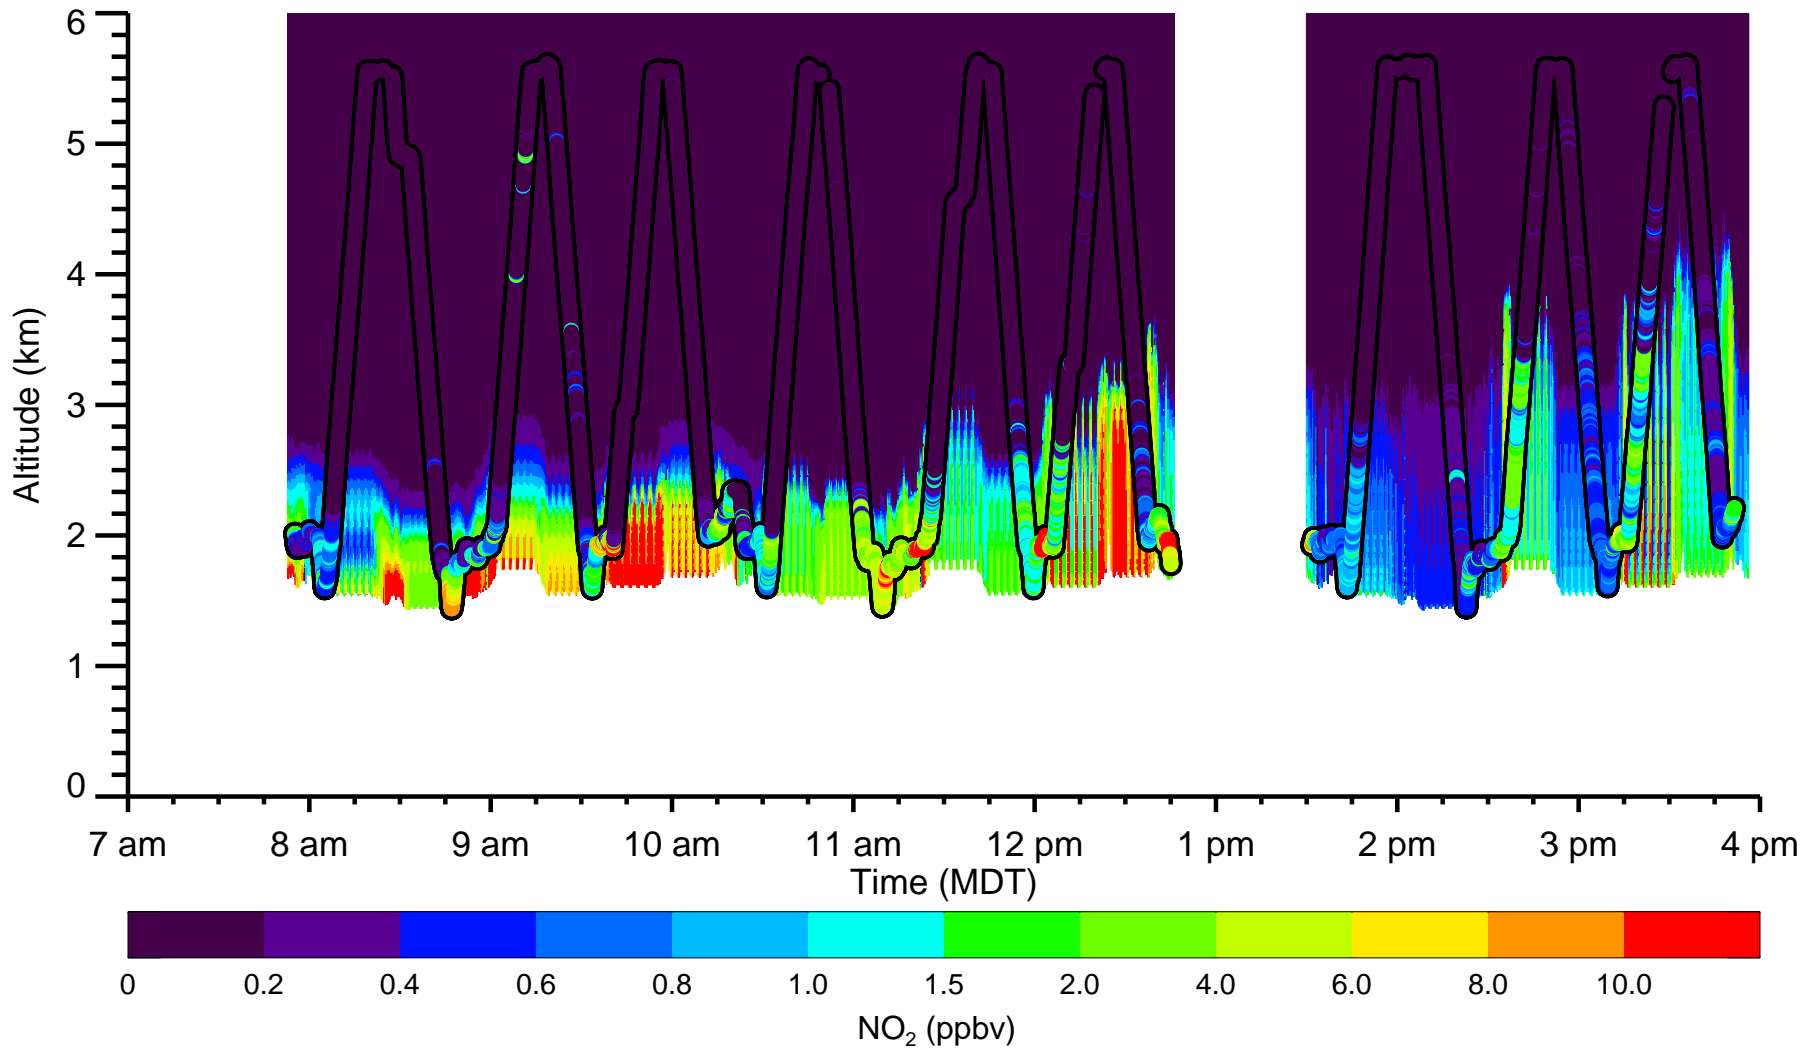 6
5
4
3
2
1
0
Altitude (km)
7 am 8 am 9 am 10 am 11 am 12 pm 1 pm 2 pm 3 pm 4 pm
Time (MDT)
0 0.2 0.4 0.6 0.8 1.0 1.5 2.0 4.0 6.0 8.0 10.0
NO₂ (ppbv)